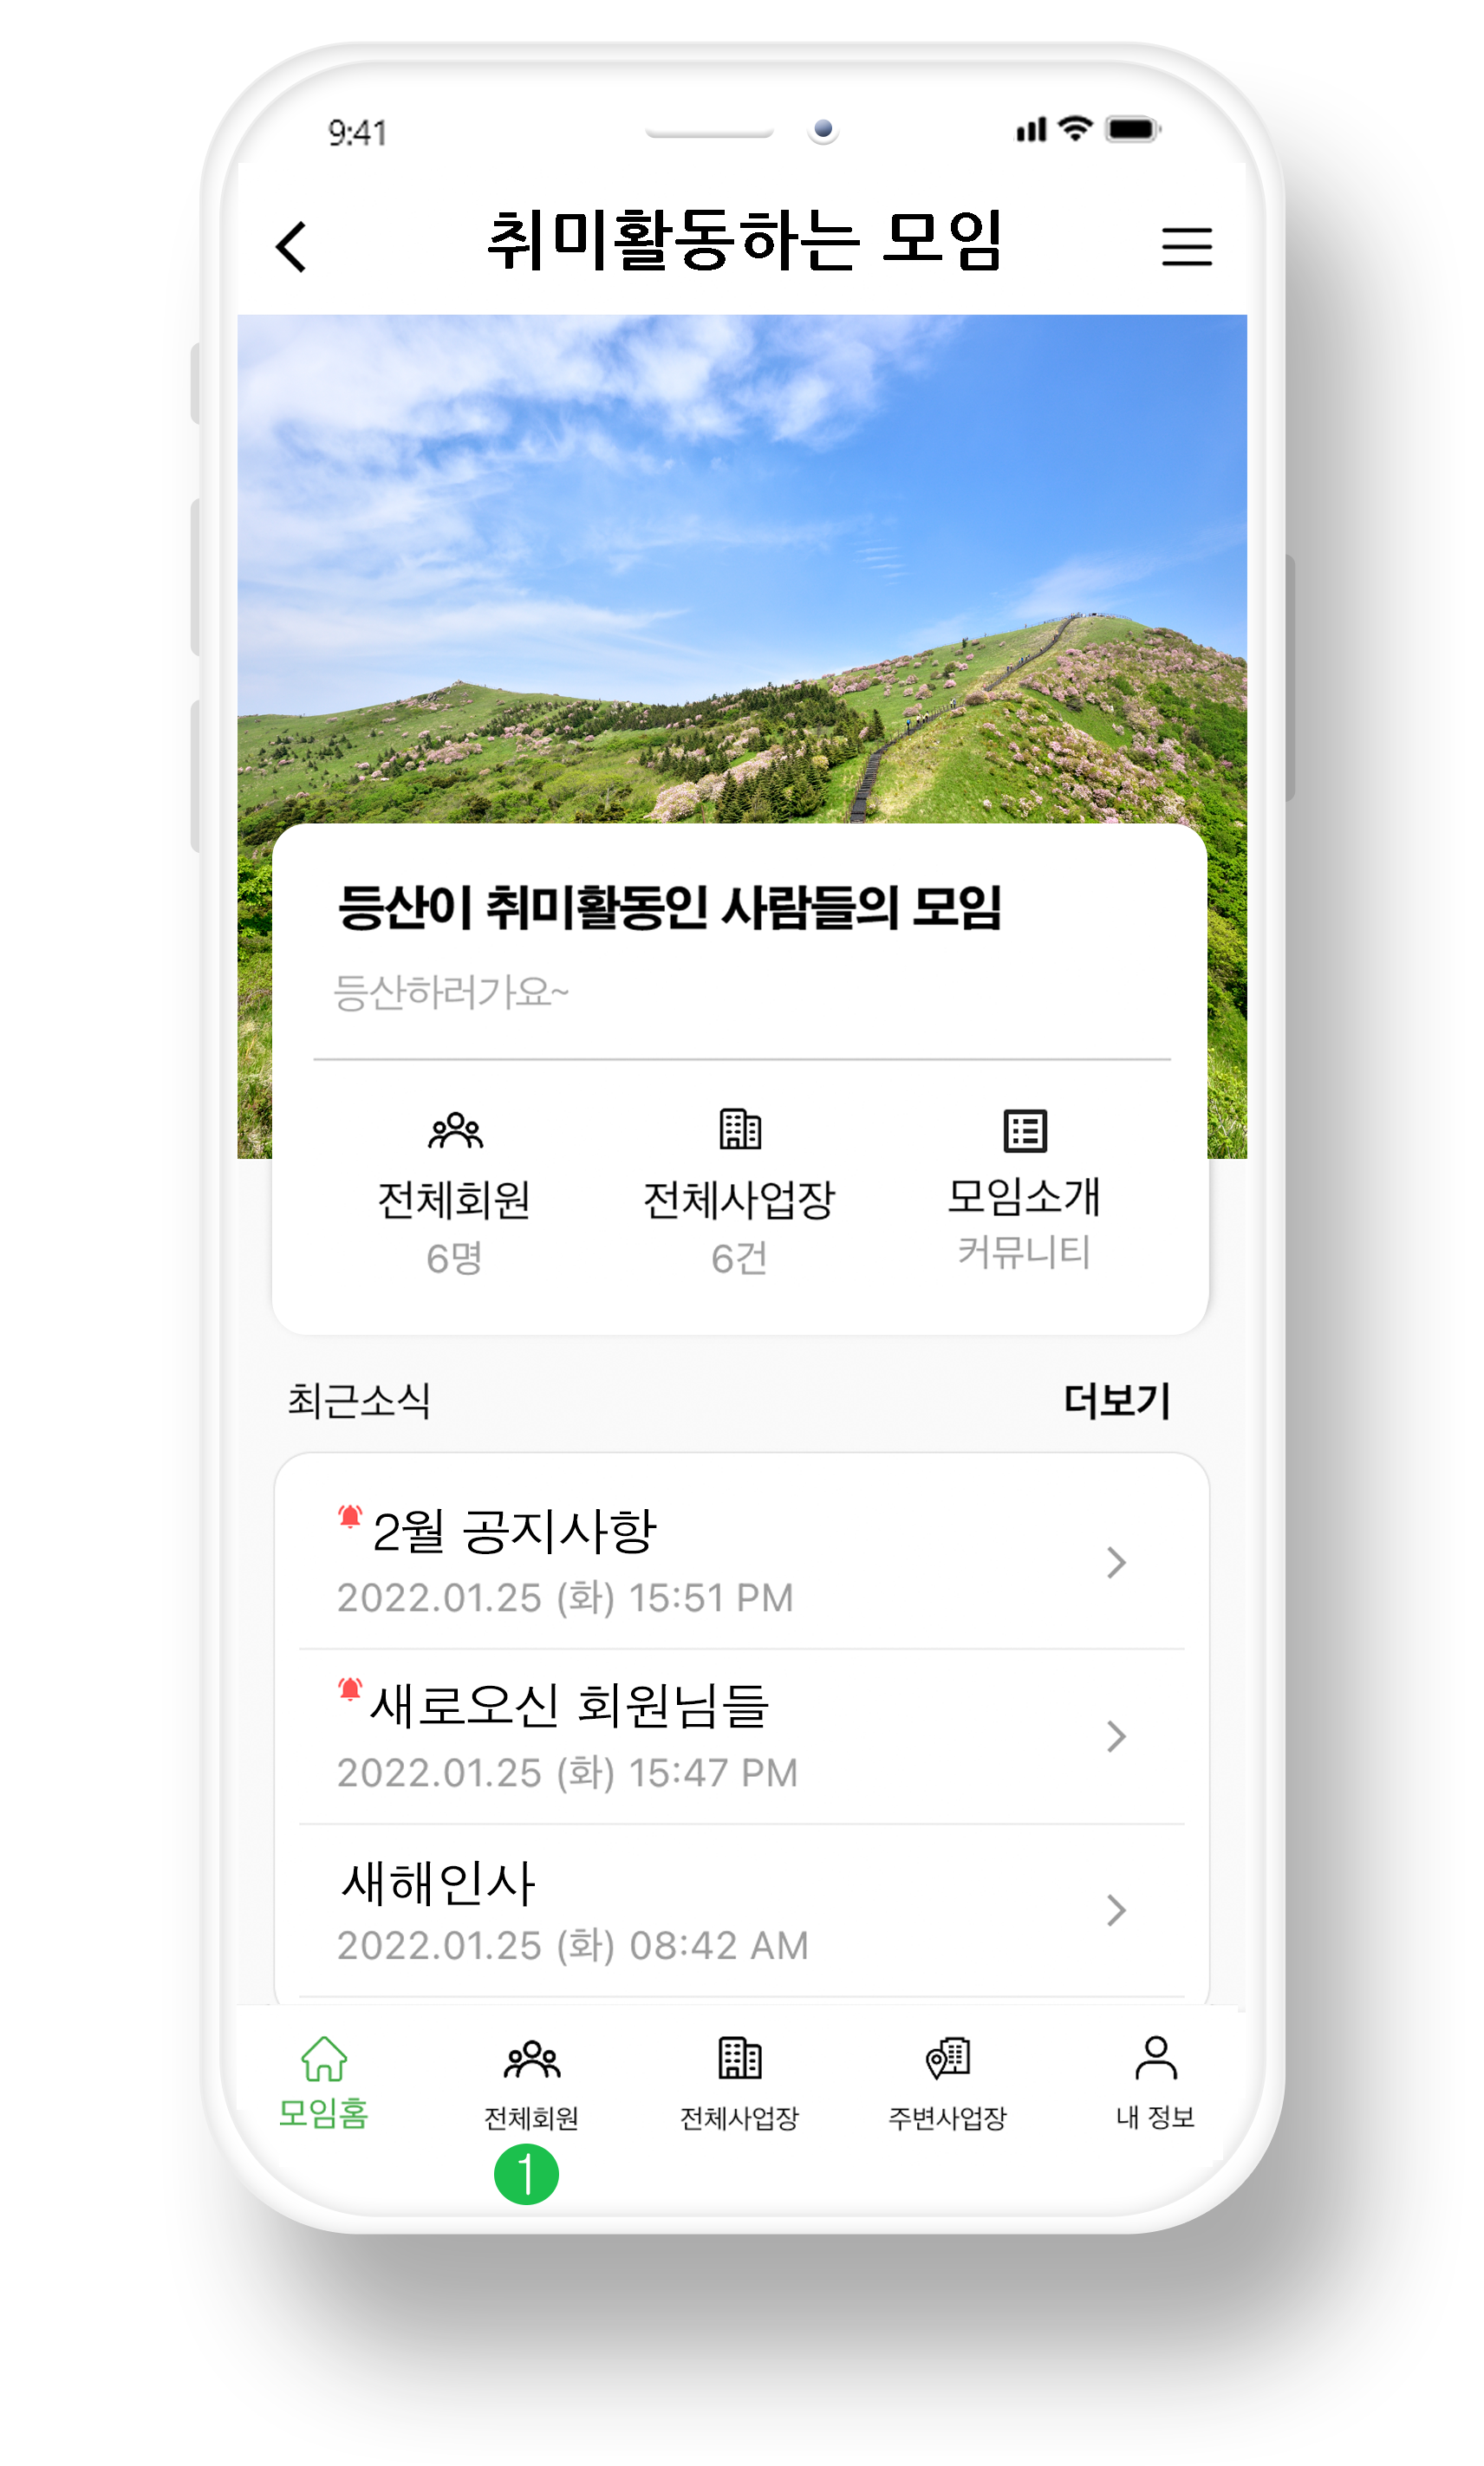 9:41
취미활동하는 모임
등산이 취미활동인 사람들의 모임
등산하러가요~
전체회원 전체사업장 모임소개
6명 6건 커뮤니티
최근소식 더보기
2월 공지사항
2022.01.25 (화) 15:51 PM
새로오신 회원님들
2022.01.25 (화) 15:47 PM
새해인사
2022.01.25 (화) 08:42 AM
모임홈 전체회원 전체사업장 주변사업장 내 정보
1